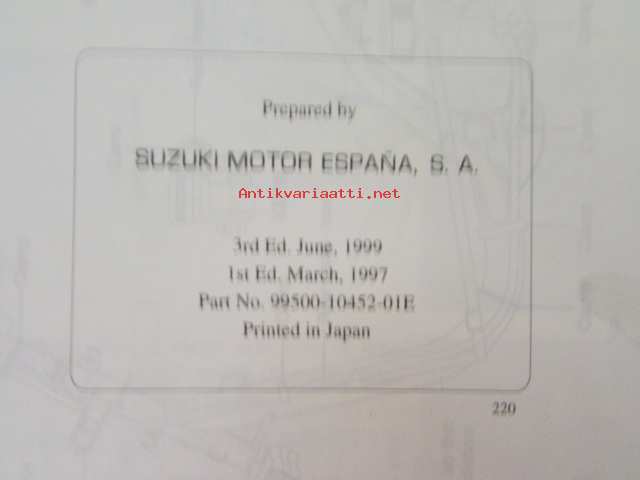 Prepared by
SUZUKI MOTOR ESPAÑA, S. A.
Antikvariaatti.net
3rd Ed. June, 1999
1st Ed. March, 1997
Part No. 99500-10452-01E
Printed in Japan
220